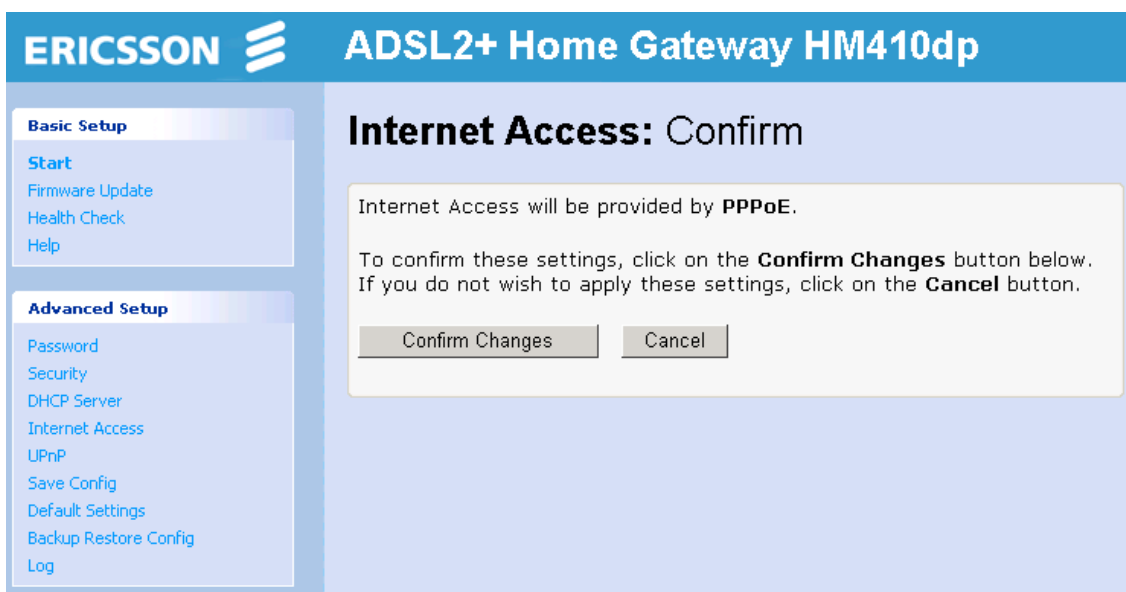 ERICSSON
ADSL2+ Home Gateway HM410dp
Basic Setup
Start
Firmware Update
Health Check
Help
Advanced Setup
Password
Security
DHCP Server
Internet Access
UPnP
Save Config
Default Settings
Backup Restore Config
Log
Internet Access: Confirm
Internet Access will be provided by PPPoE.
To confirm these settings, click on the Confirm Changes button below.
If you do not wish to apply these settings, click on the Cancel button.
Confirm Changes
Cancel